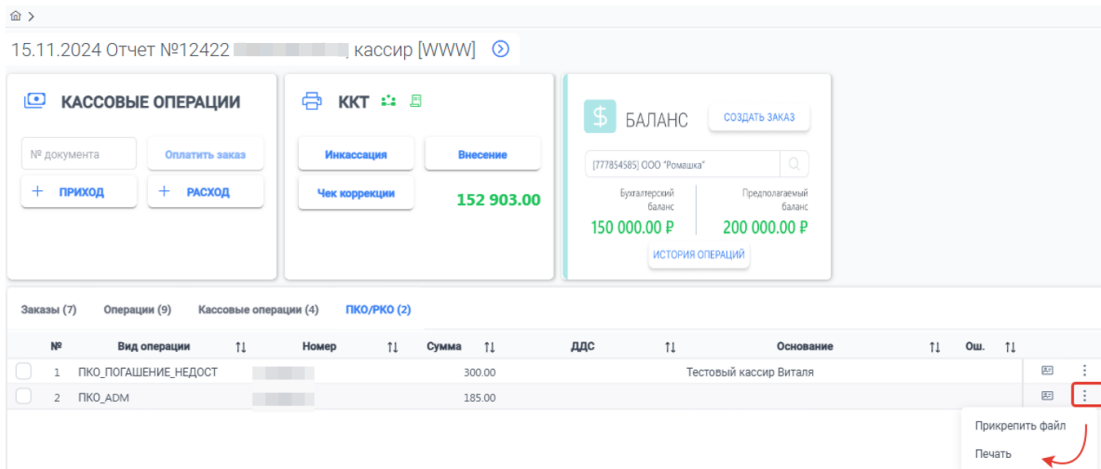 15.11.2024 Отчет №12422 , кассир [WWW]
КАССОВЫЕ ОПЕРАЦИИ
№ документа
Оплатить заказ
+ ПРИХОД
+ РАСХОД
ККТ
Инкассация
Внесение
Чек коррекции
152 903.00
$ БАЛАНС
СОЗДАТЬ ЗАКАЗ
(777854585) ООО "Ромашка"
Бухгалтерский
баланс
Предполагаемый
баланс
150 000.00 ₽
200 000.00 ₽
ИСТОРИЯ ОПЕРАЦИЙ
Заказы (7) Операции (9) Кассовые операции (4) ПКО/РКО (2)
№ Вид операции Номер Сумма ДДС Основание Ош.
1 ПКО_ПОГАШЕНИЕ_НЕДОСТ 300.00 Тестовый кассир Виталя
2 ПКО_ADM 185.00
Прикрепить файл
Печать